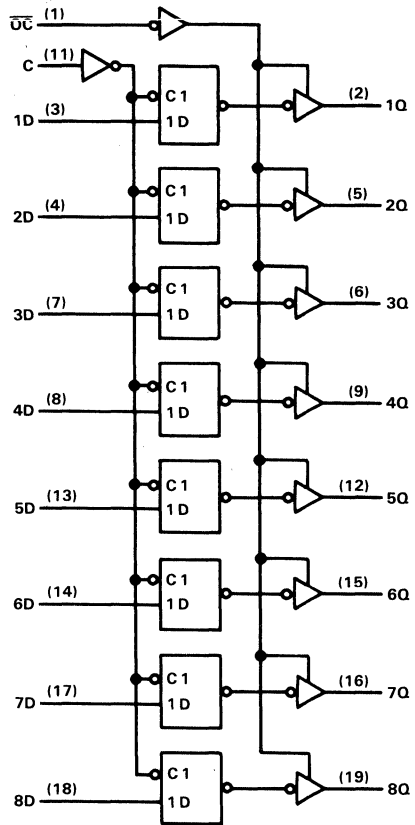 O̅C̅ (1)
C (11)
C1 (2)
1D (3) 1D 1Q
C1
2D (4) 1D (5) 2Q
C1
3D (7) 1D (6) 3Q
C1
4D (8) 1D (9) 4Q
C1
5D (13) 1D (12) 5Q
C1
6D (14) 1D (15) 6Q
C1
7D (17) 1D (16) 7Q
C1
8D (18) 1D (19) 8Q